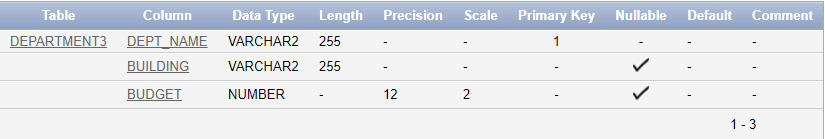 Table Column Data Type Length Precision Scale Primary Key Nullable Default Comment
DEPARTMENT3 DEPT_NAME VARCHAR2 255 - - 1 - - -
BUILDING VARCHAR2 255 - - - ✓ - -
BUDGET NUMBER - 12 2 - ✓ - -
1 - 3